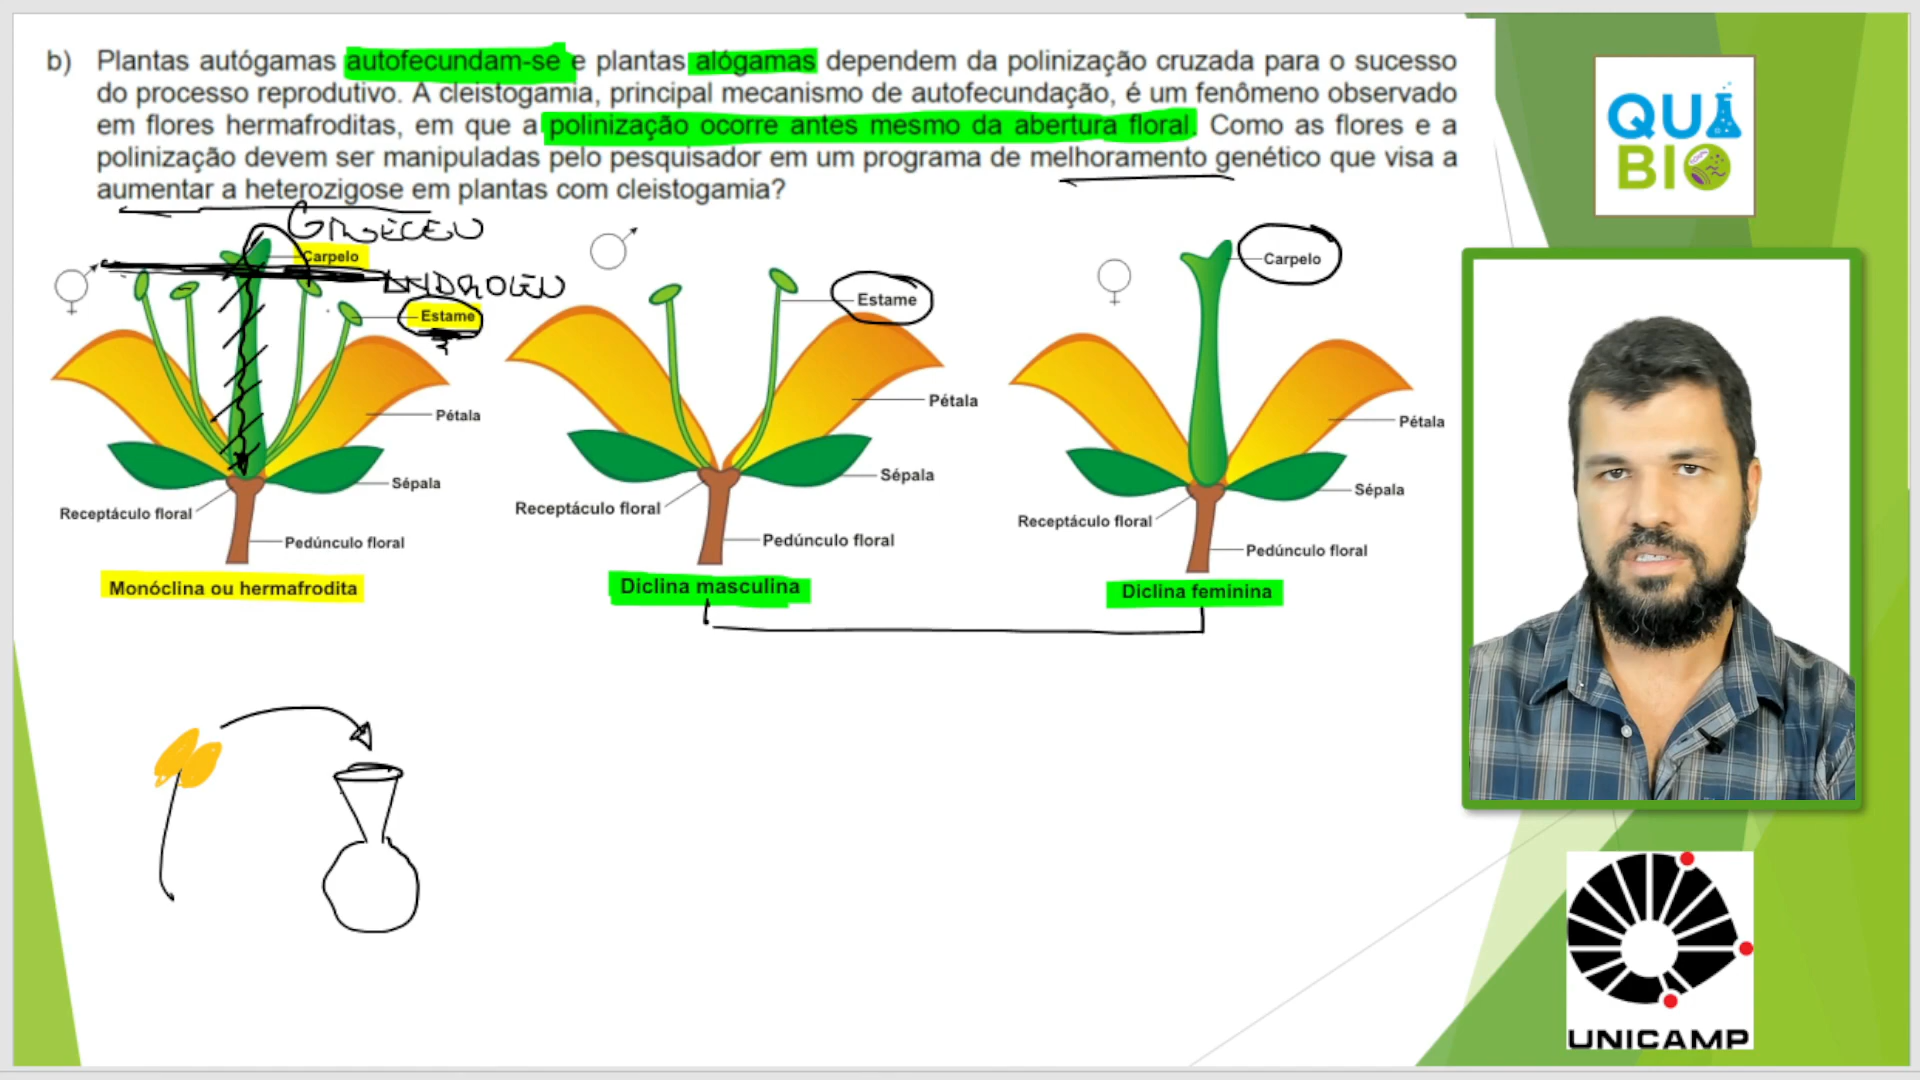 b) Plantas autógamas autofecundam-se e plantas alógamas dependem da polinização cruzada para o sucesso
do processo reprodutivo. A cleistogamia, principal mecanismo de autofecundação, é um fenômeno observado
em flores hermafroditas, em que a polinização ocorre antes mesmo da abertura floral. Como as flores e a
polinização devem ser manipuladas pelo pesquisador em um programa de melhoramento genético que visa a
aumentar a heterozigose em plantas com cleistogamia?
Carpelo
ANDROCEU
Estame
Pétala
Sépala
Receptáculo floral
Pedúnculo floral
Monóclina ou hermafrodita
Estame
Pétala
Sépala
Receptáculo floral
Pedúnculo floral
Diclina masculina
Carpelo
Pétala
Sépala
Receptáculo floral
Pedúnculo floral
Diclina feminina
QUI
BIO
UNICAMP